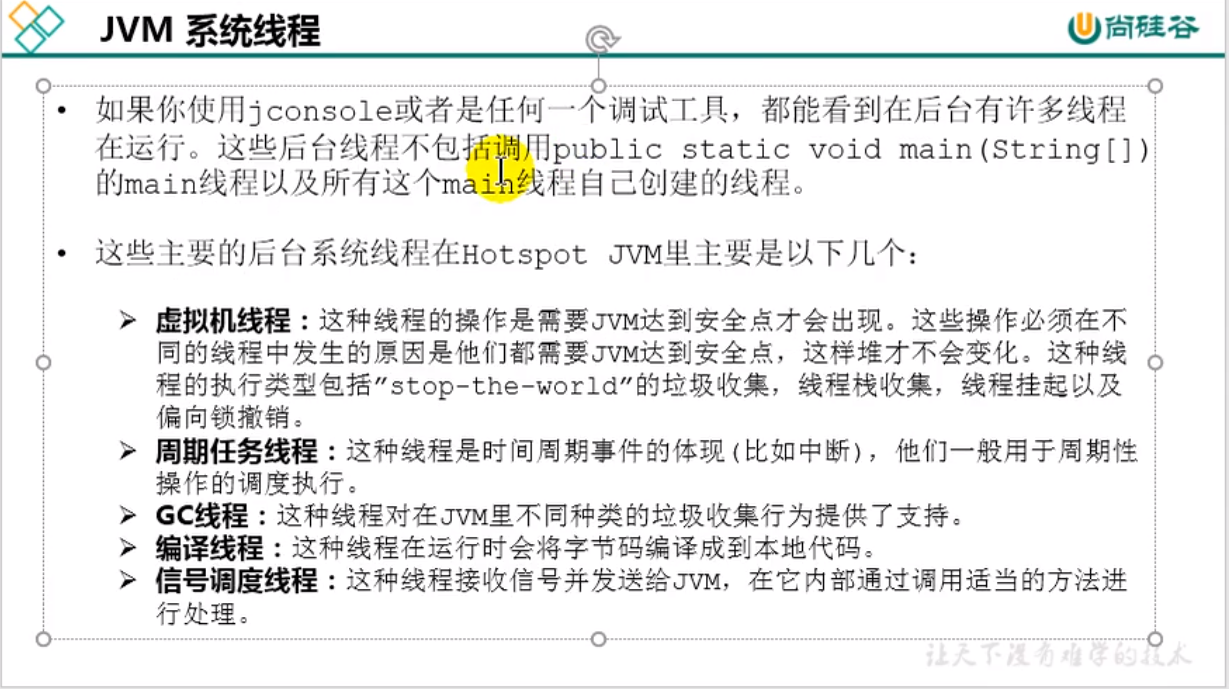 JVM 系统线程
尚硅谷
• 如果你使用jconsole或者是任何一个调试工具，都能看到在后台有许多线程
在运行。这些后台线程不包括调用public static void main(String[])
的main线程以及所有这个main线程自己创建的线程。
• 这些主要的后台系统线程在Hotspot JVM里主要是以下几个：
➢ 虚拟机线程：这种线程的操作是需要JVM达到安全点才会出现。这些操作必须在不
同的线程中发生的原因是他们都需要JVM达到安全点，这样堆才不会变化。这种线
程的执行类型包括”stop-the-world”的垃圾收集，线程栈收集，线程挂起以及
偏向锁撤销。
➢ 周期任务线程：这种线程是时间周期事件的体现(比如中断)，他们一般用于周期性
操作的调度执行。
➢ GC线程：这种线程对在JVM里不同种类的垃圾收集行为提供了支持。
➢ 编译线程：这种线程在运行时会将字节码编译成到本地代码。
➢ 信号调度线程：这种线程接收信号并发送给JVM，在它内部通过调用适当的方法进
行处理。
让天下没有难学的技术